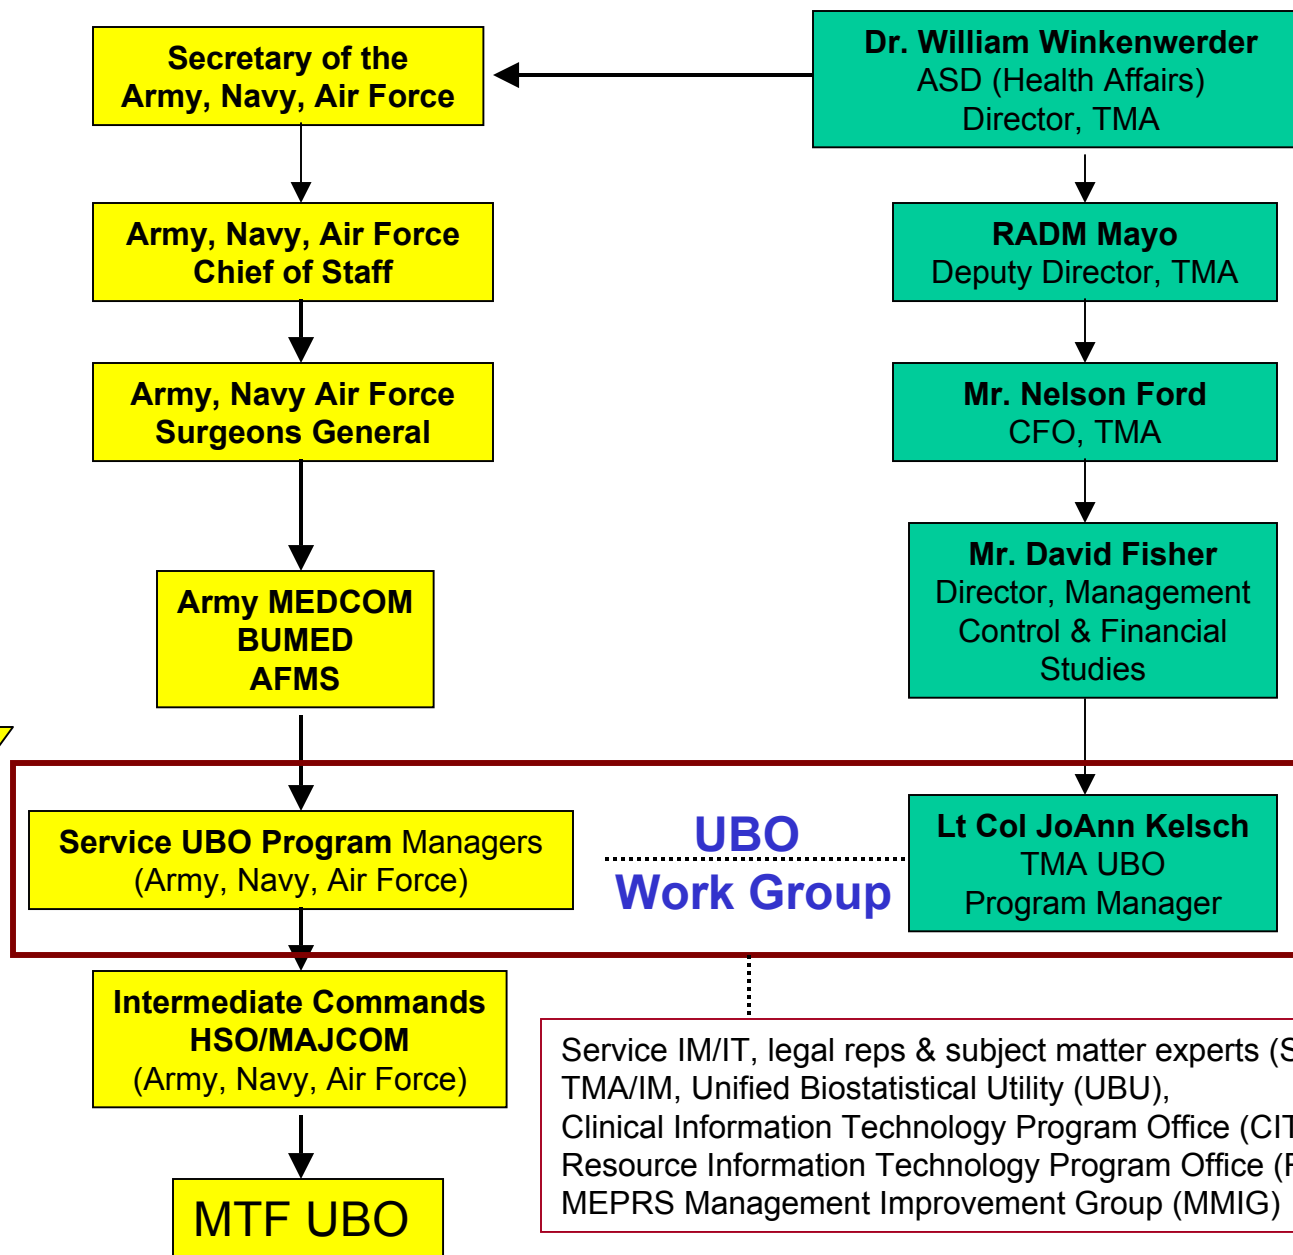 Secretary of the
Army, Navy, Air Force
Dr. William Winkenwerder
ASD (Health Affairs)
Director, TMA
Army, Navy, Air Force
Chief of Staff
RADM Mayo
Deputy Director, TMA
Army, Navy Air Force
Surgeons General
Mr. Nelson Ford
CFO, TMA
Army MEDCOM
BUMED
AFMS
Mr. David Fisher
Director, Management
Control & Financial
Studies
Service UBO Program Managers
(Army, Navy, Air Force)
UBO
Work Group
Lt Col JoAnn Kelsch
TMA UBO
Program Manager
Intermediate Commands
HSO/MAJCOM
(Army, Navy, Air Force)
Service IM/IT, legal reps & subject matter experts (S
TMA/IM, Unified Biostatistical Utility (UBU),
Clinical Information Technology Program Office (CIT
Resource Information Technology Program Office (
MEPRS Management Improvement Group (MMIG)
MTF UBO